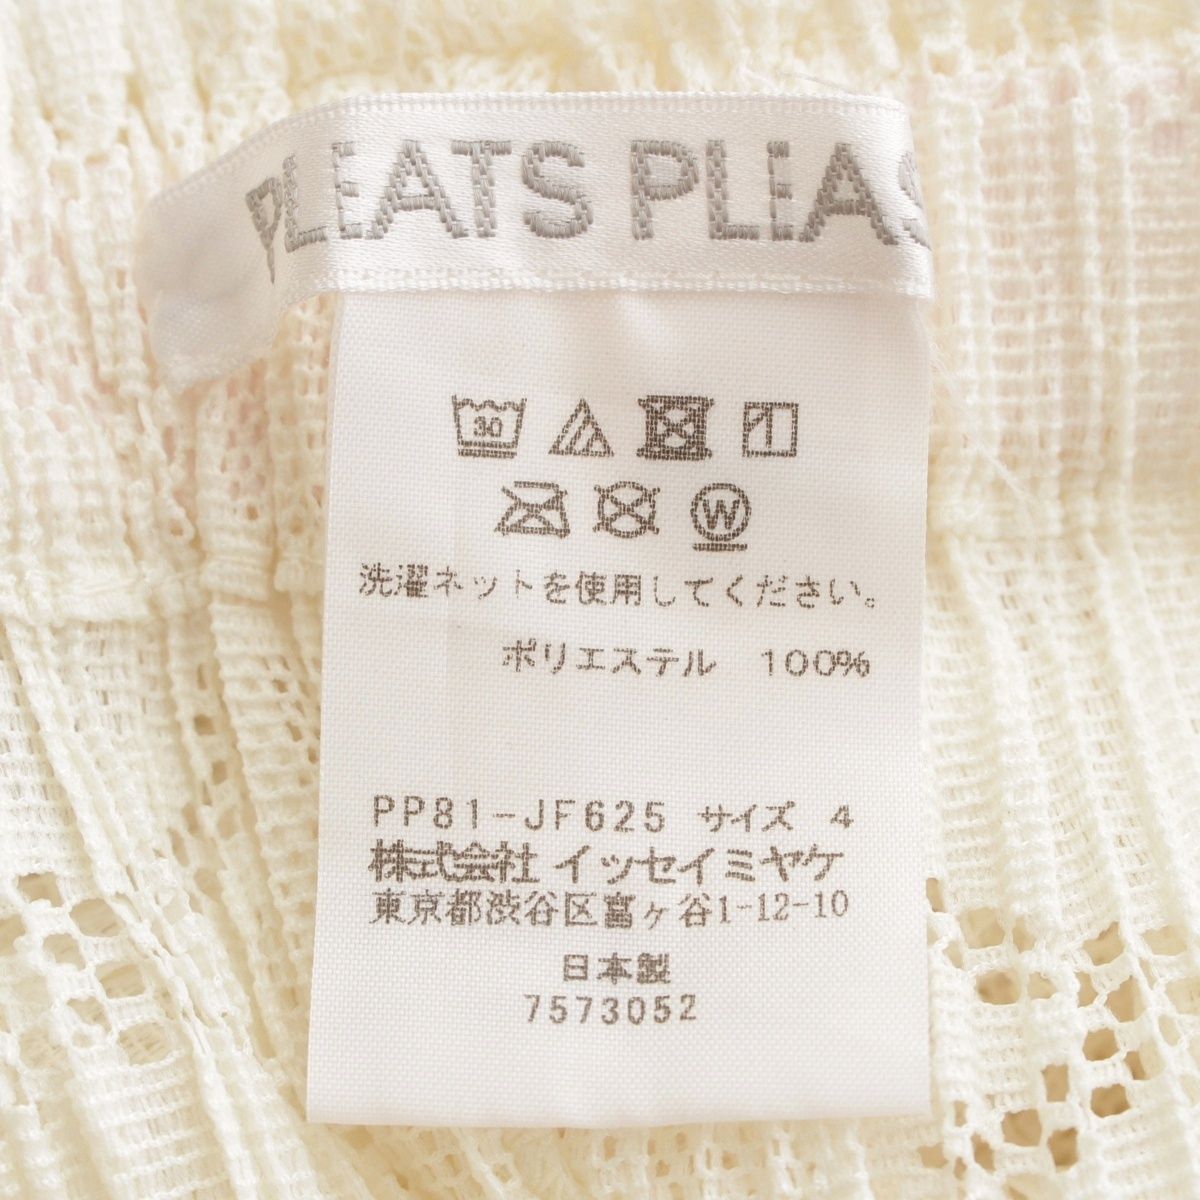 PLEATS PLEAS
30
W
洗濯ネットを使用してください。
ポリエステル 100%
PP81-JF625 サイズ 4
株式会社 イッセイミヤケ
東京都渋谷区富ヶ谷1-12-10
日本製
7573052